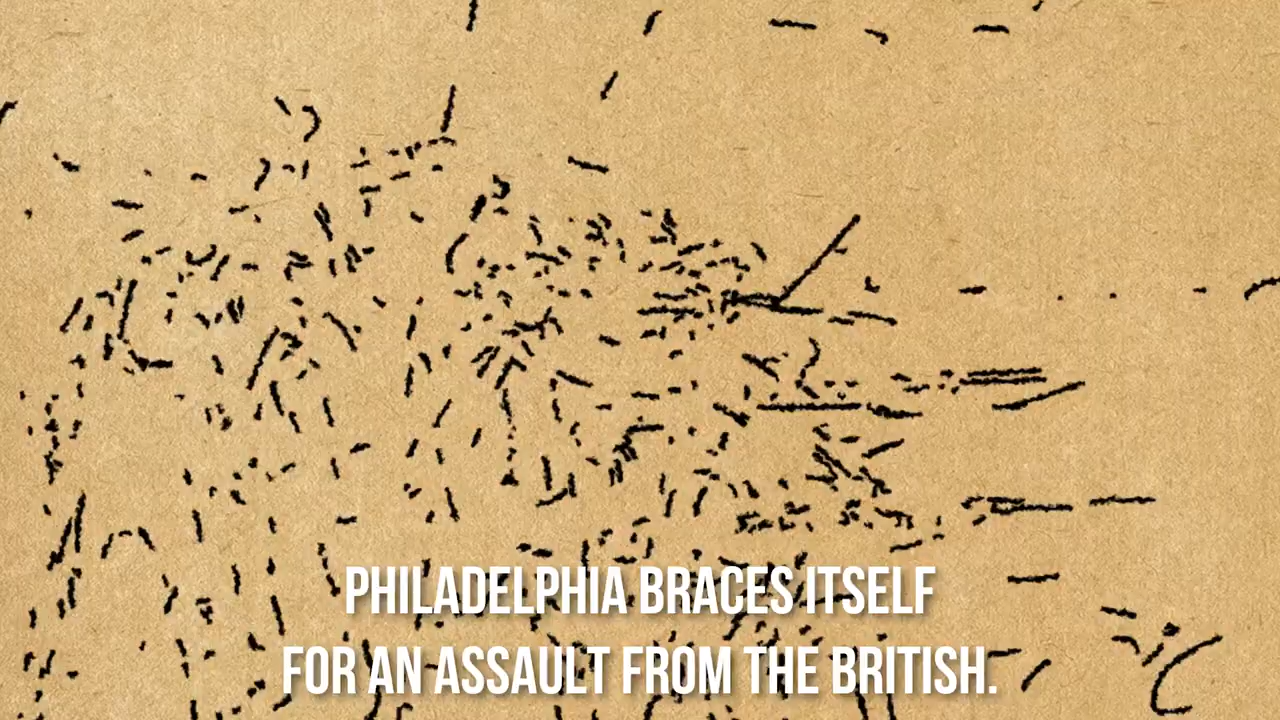 PHILADELPHIA BRACES ITSELF
FOR AN ASSAULT FROM THE BRITISH.